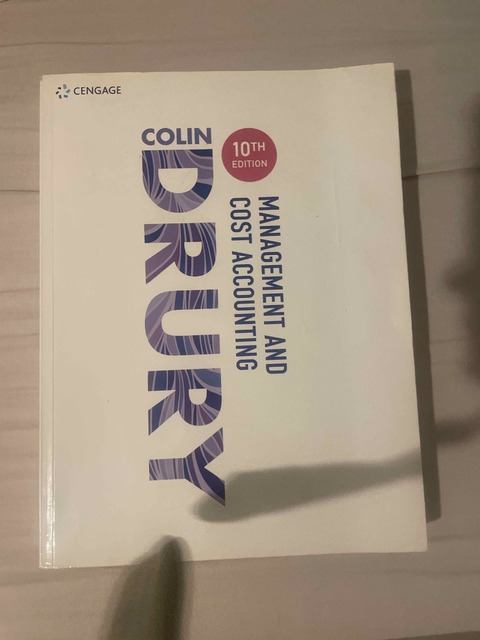 CENGAGE
COLIN
DRURY
10TH
EDITION
MANAGEMENT AND
COST ACCOUNTING